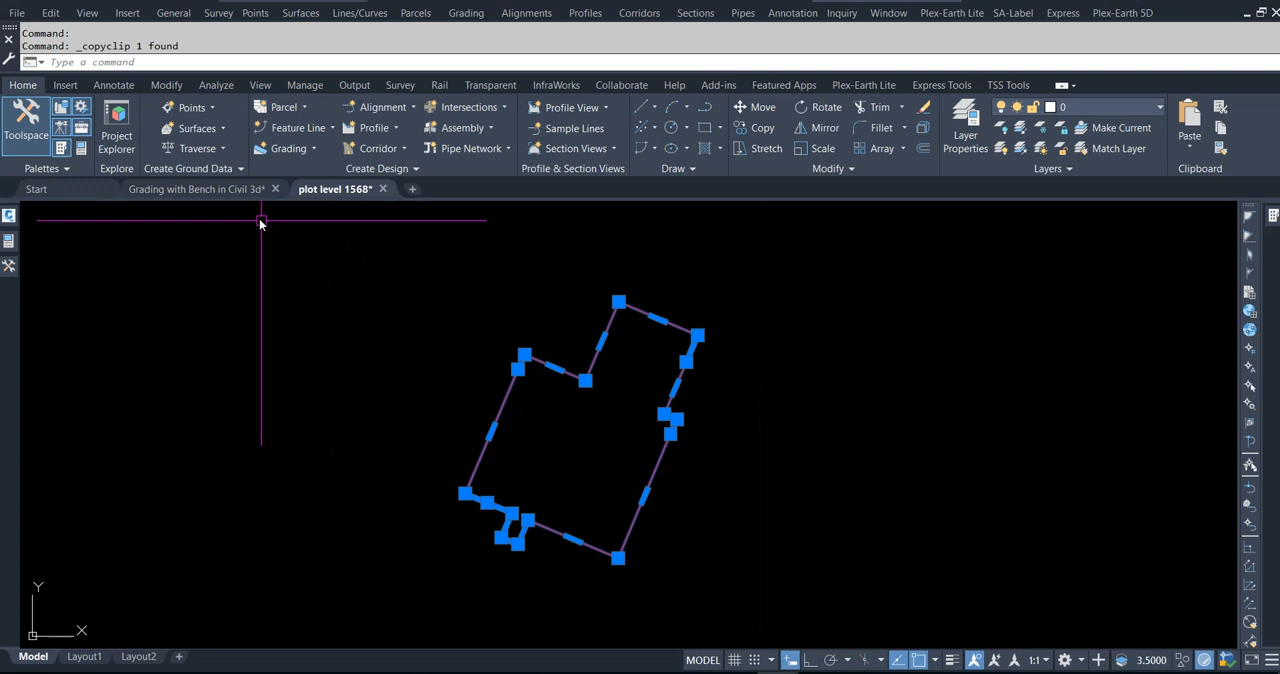 File Edit View Insert General Survey Points Surfaces Lines/Curves Parcels Grading Alignments Profiles Corridors Sections Pipes Annotation Inquiry Window Plex-Earth Lite SA-Label Express Plex-Earth 5D
Command:
Command: _copyclip 1 found
Type a command
Home Insert Annotate Modify Analyze View Manage Output Survey Rail Transparent InfraWorks Collaborate Help Add-ins Featured Apps Plex-Earth Lite Express Tools TSS Tools
Points Parcel Alignment Intersections Profile View Move Rotate Trim 0
Toolspace Project Explorer Surfaces Feature Line Profile Assembly Sample Lines Copy Mirror Fillet Layer Properties Make Current Paste
Traverse Grading Corridor Pipe Network Section Views Stretch Scale Array Match Layer
Palettes Explore Create Ground Data Create Design Profile & Section Views Draw Modify Layers Clipboard
Start Grading with Bench in Civil 3d* plot level 1568*
Y
X
Model Layout1 Layout2 MODEL 1:1 3.5000